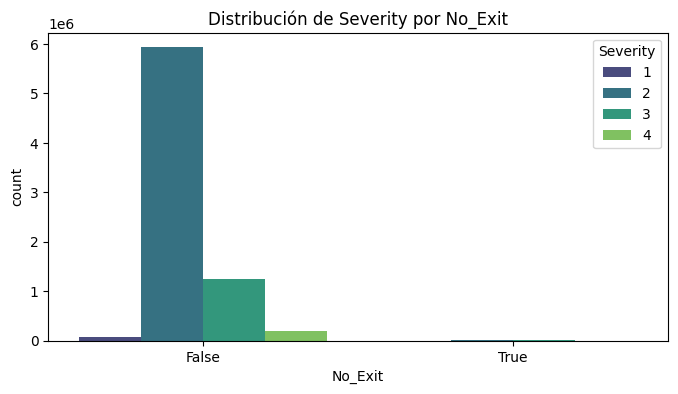 Distribución de Severity por No_Exit
1e6
6
5
4
3
2
1
0
count
False
True
No_Exit
Severity
1
2
3
4